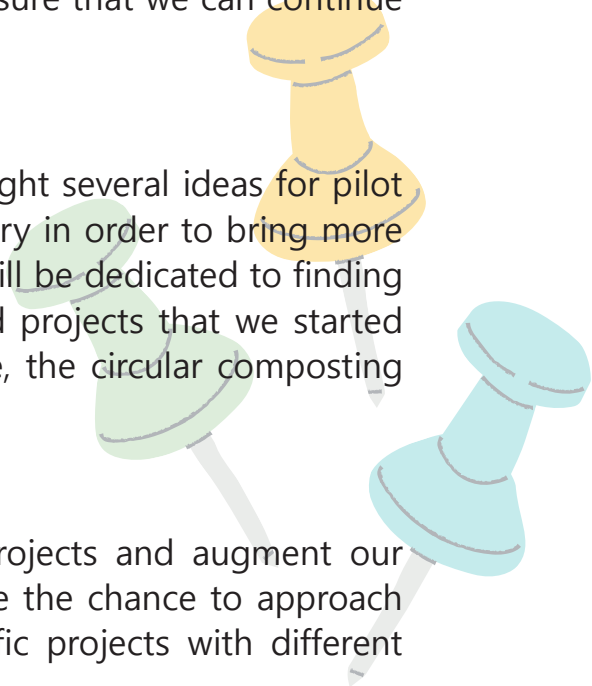 sure that we can continue
ght several ideas for pilot
ry in order to bring more
ill be dedicated to finding
d projects that we started
e, the circular composting
rojects and augment our
e the chance to approach
fic projects with different